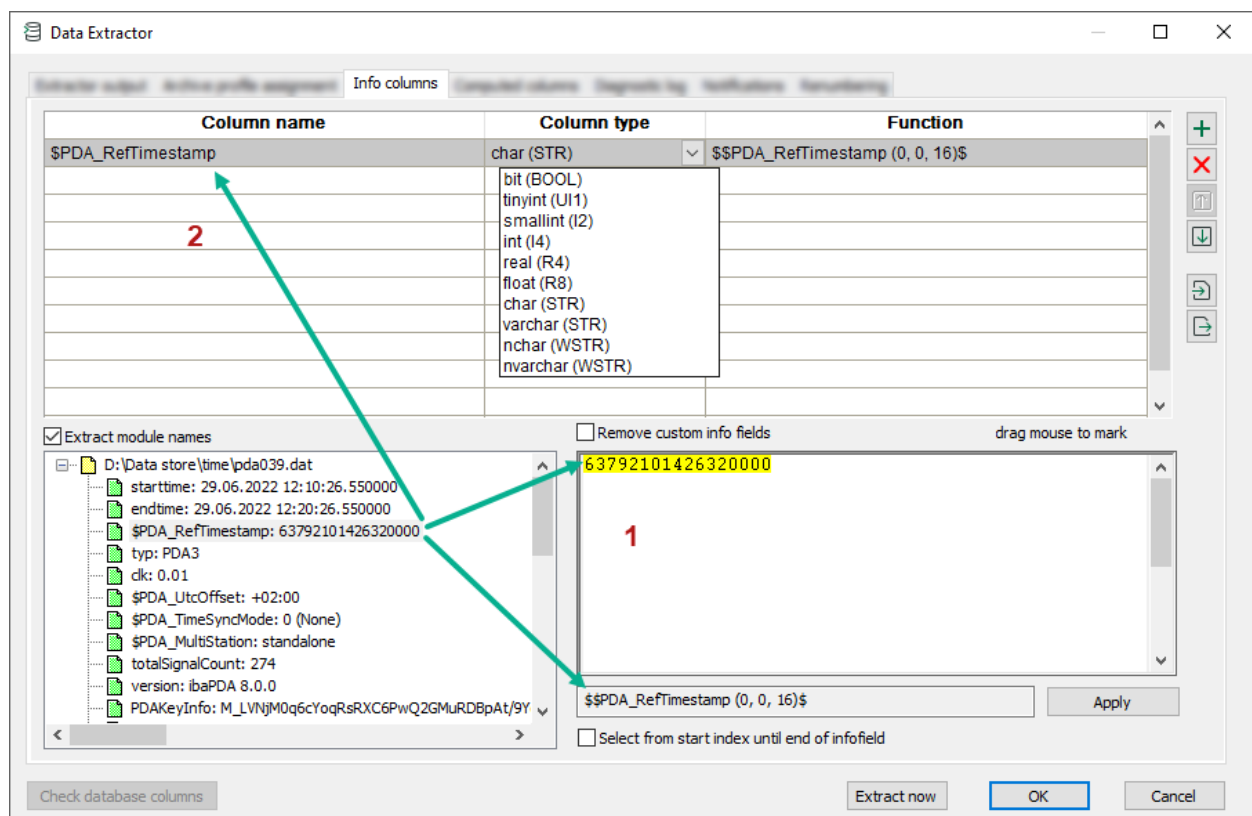 Data Extractor
Info columns
Column name Column type Function
$PDA_RefTimestamp char (STR) $$PDA_RefTimestamp (0, 0, 16)$
bit (BOOL)
tinyint (UI1)
2 smallint (I2)
int (I4)
real (R4)
float (R8)
char (STR)
varchar (STR)
nchar (WSTR)
nvarchar (WSTR)
Extract module names Remove custom info fields drag mouse to mark
D:\Data store\time\pda039.dat 63792101426320000
starttime: 29.06.2022 12:10:26.550000
endtime: 29.06.2022 12:20:26.550000
$PDA_RefTimestamp: 63792101426320000
typ: PDA3 1
clk: 0.01
$PDA_UtcOffset: +02:00
$PDA_TimeSyncMode: 0 (None)
$PDA_MultiStation: standalone
totalSignalCount: 274
version: ibaPDA 8.0.0
PDAKeyInfo: M_LVNjM0q6cYoqRsRXC6PwQ2GMuRDBpAt/9Y $$PDA_RefTimestamp (0, 0, 16)$ Apply
Select from start index until end of infofield
Check database columns Extract now OK Cancel